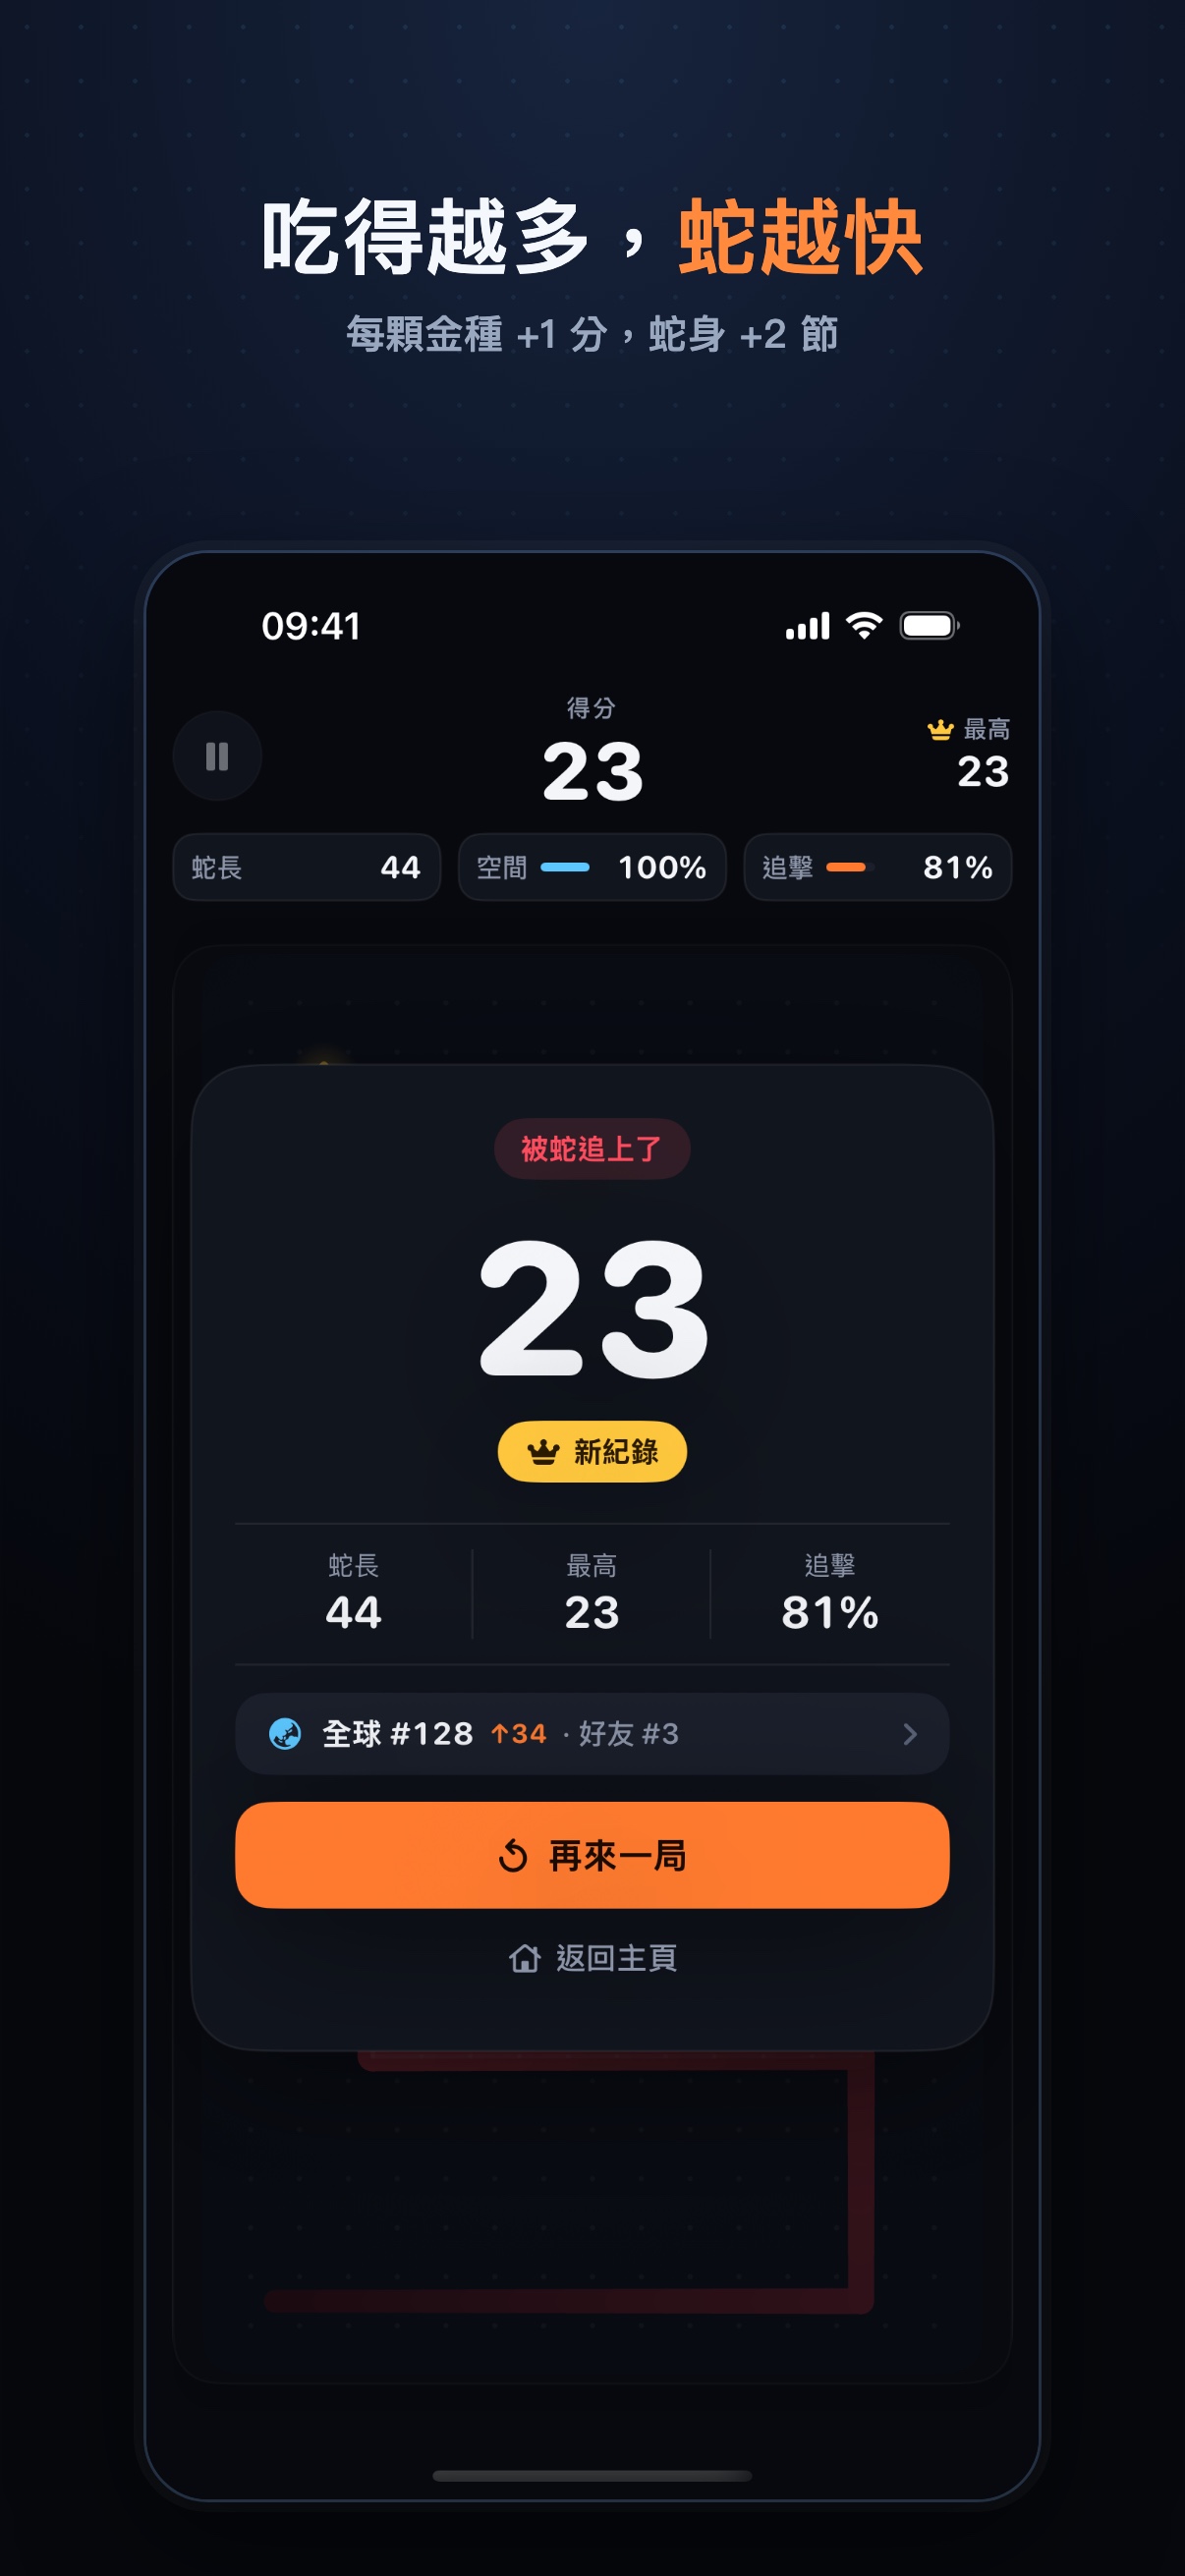 吃得越多，蛇越快
每顆金種 +1 分，蛇身 +2 節
09:41
得分
23
最高
23
蛇長 44
空間 100%
追擊 81%
被蛇追上了
23
新紀錄
蛇長 最高 追擊
44 23 81%
全球 #128 ↑34 · 好友 #3
再來一局
返回主頁